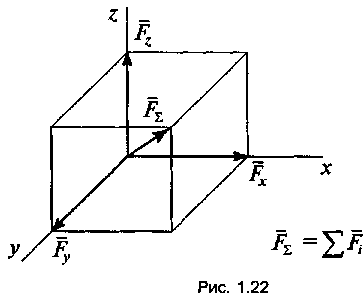 z
F̅z
F̅Σ
F̅x
x
y
F̅y
F̅Σ = ∑ F̅i
Рис. 1.22